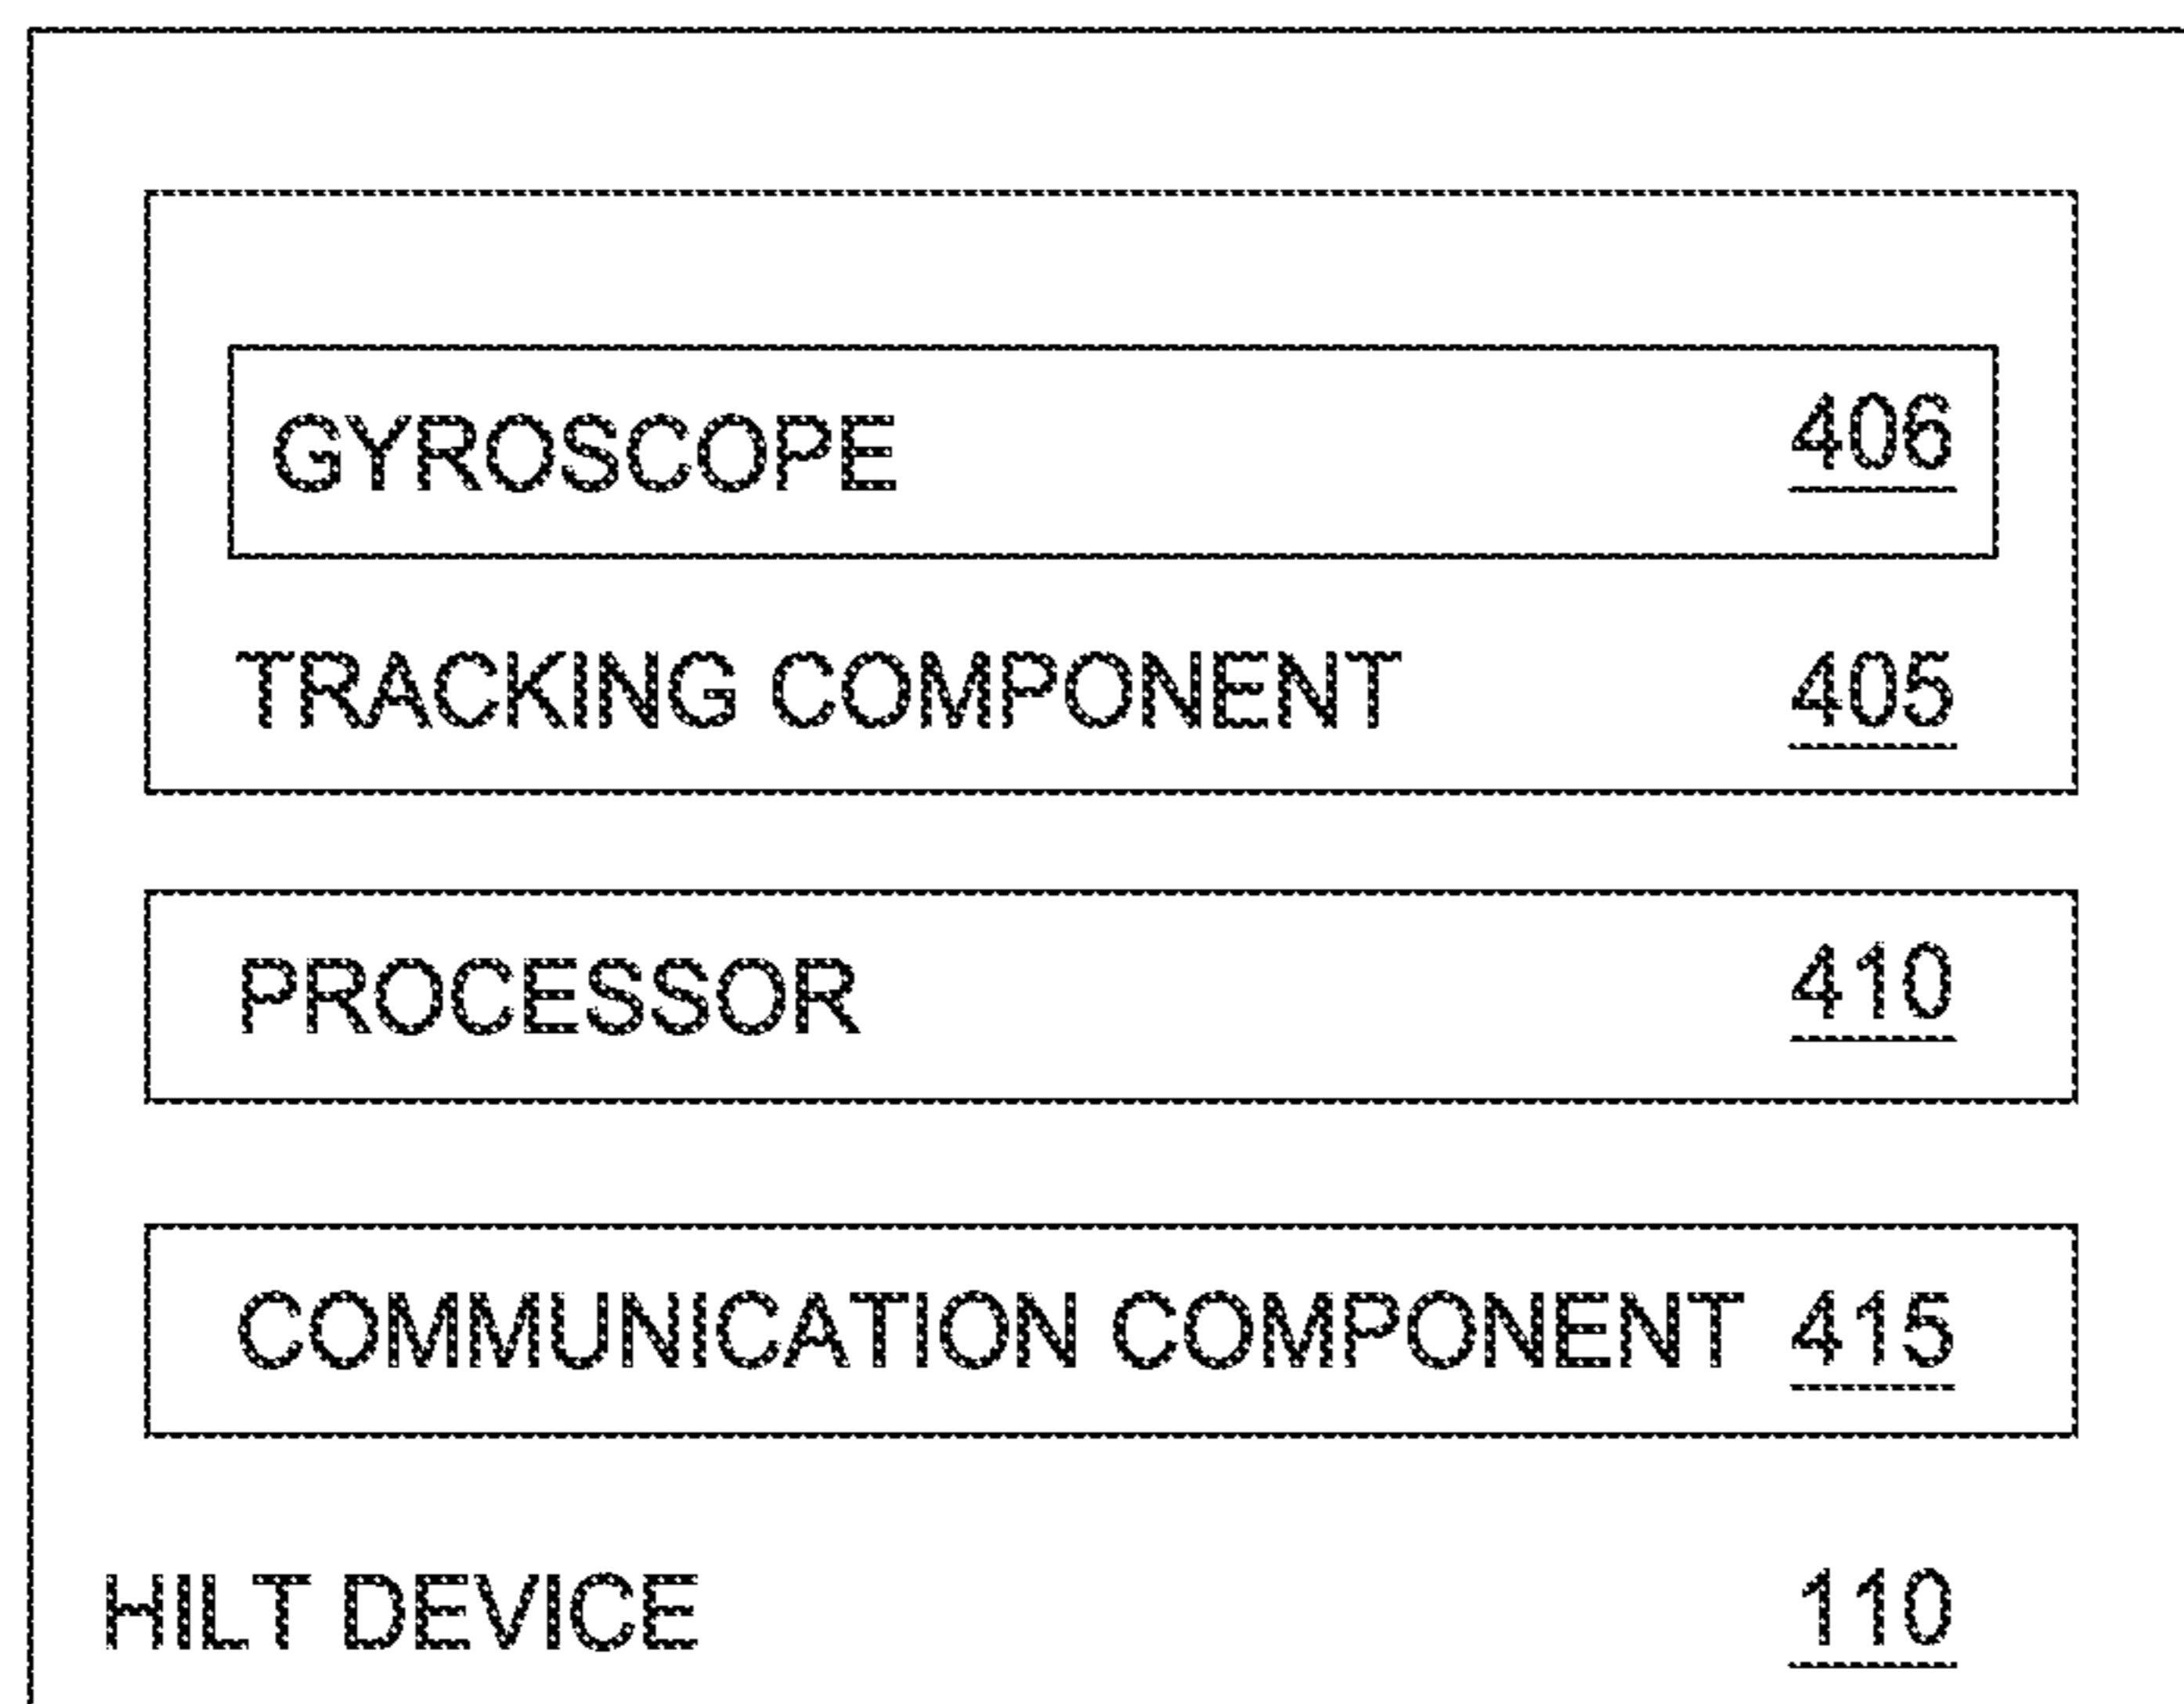 GYROSCOPE 406
TRACKING COMPONENT 405
PROCESSOR 410
COMMUNICATION COMPONENT 415
HILT DEVICE 110